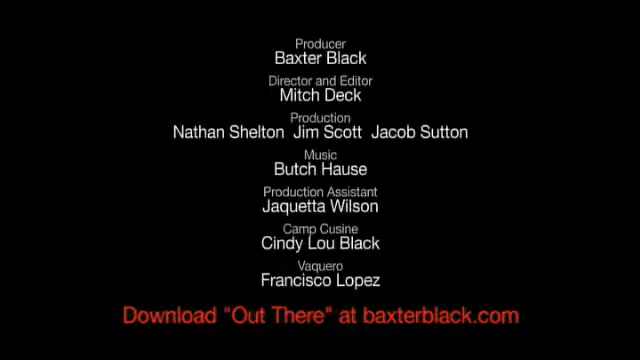 Producer
Baxter Black
Director and Editor
Mitch Deck
Production
Nathan Shelton  Jim Scott  Jacob Sutton
Music
Butch Hause
Production Assistant
Jaquetta Wilson
Camp Cusine
Cindy Lou Black
Vaquero
Francisco Lopez
Download "Out There" at baxterblack.com